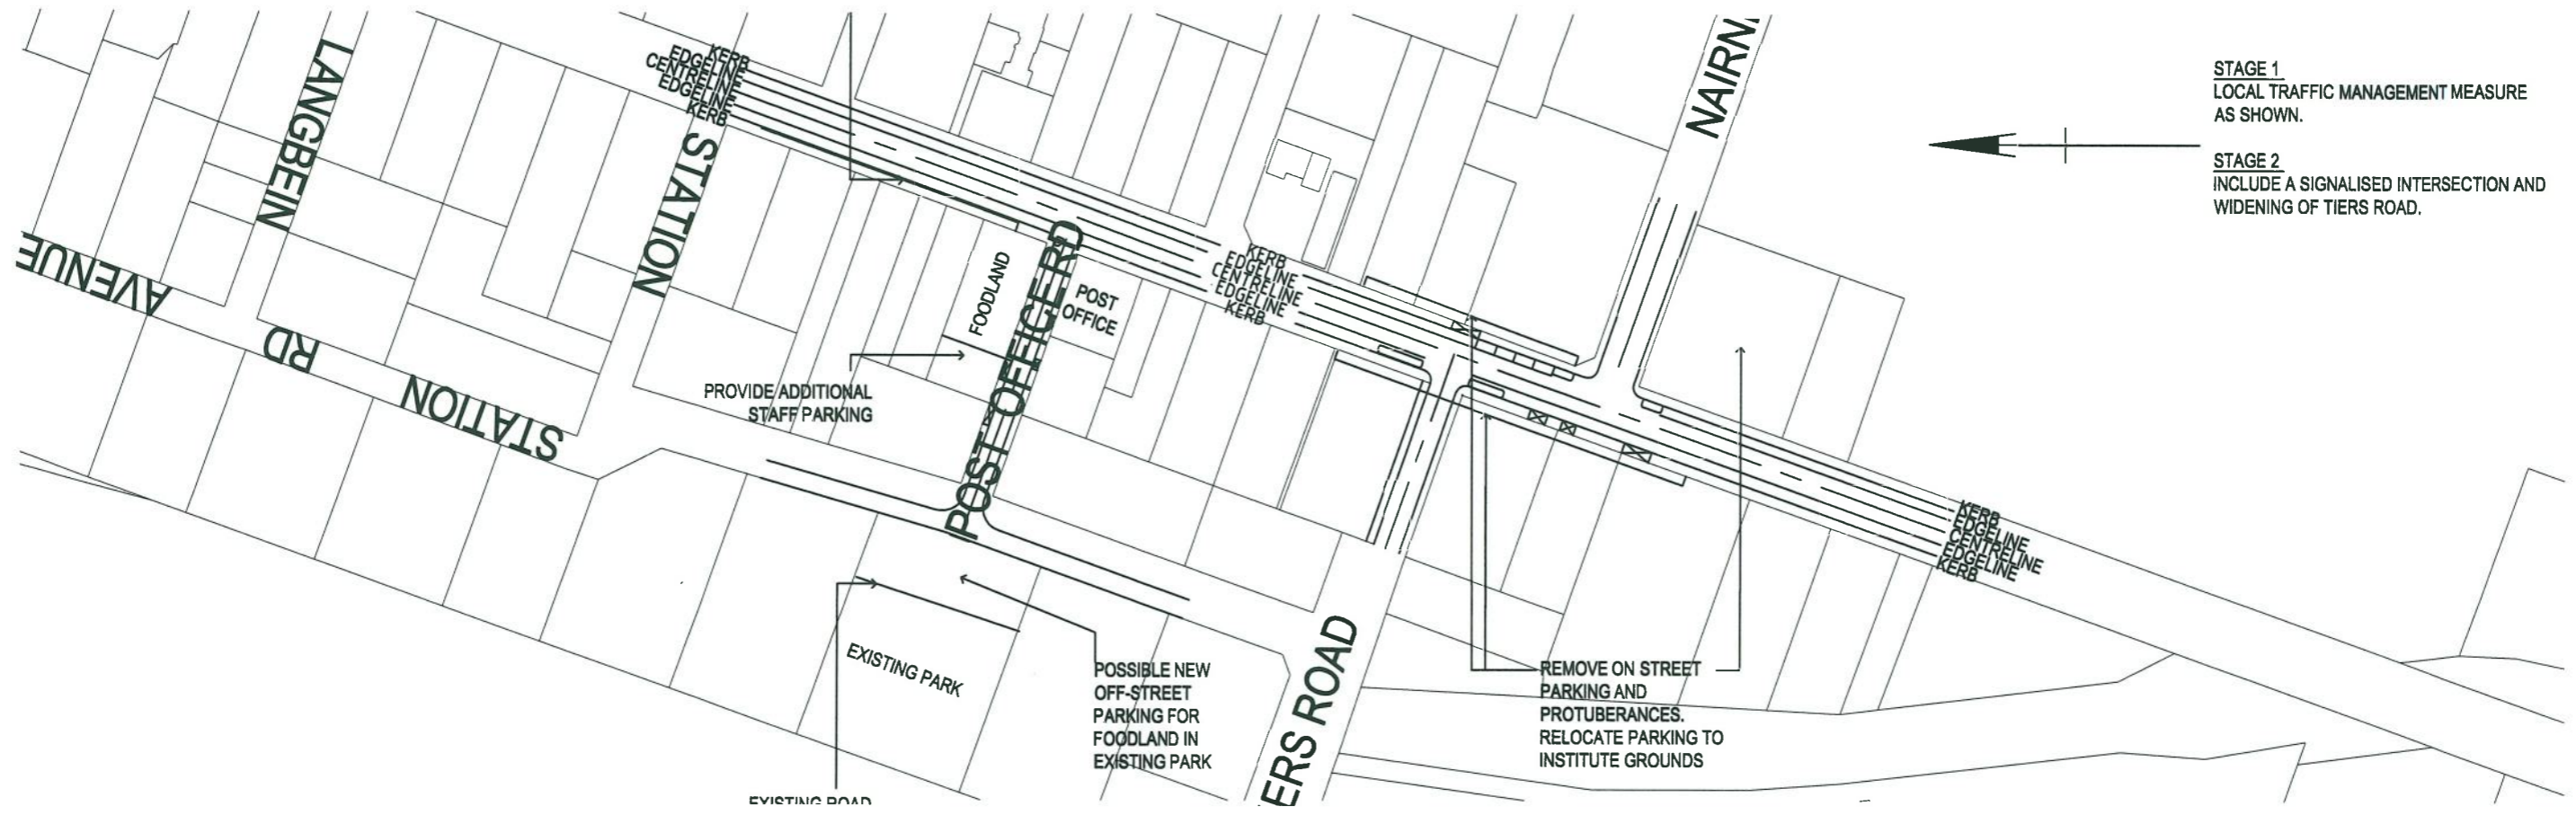 LANGBEIN
AVENUE
RD
STATION
STATION
KERB
EDGELINE
CENTRELINE
EDGELINE
KERB
FOODLAND
POST OFFICE RD
POST
OFFICE
PROVIDE ADDITIONAL
STAFF PARKING
KERB
EDGELINE
CENTRELINE
EDGELINE
KERB
NAIRN
STAGE 1
LOCAL TRAFFIC MANAGEMENT MEASURE
AS SHOWN.
STAGE 2
INCLUDE A SIGNALISED INTERSECTION AND
WIDENING OF TIERS ROAD.
KERB
EDGELINE
CENTRELINE
EDGELINE
KERB
EXISTING PARK
POSSIBLE NEW
OFF-STREET
PARKING FOR
FOODLAND IN
EXISTING PARK
ERS ROAD
REMOVE ON STREET
PARKING AND
PROTUBERANCES.
RELOCATE PARKING TO
INSTITUTE GROUNDS
EXISTING ROAD